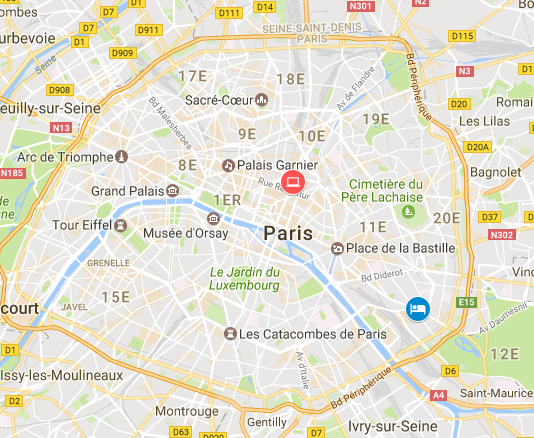 D11
D14
N301
N2
D7
D1
D911
D909
SEINE-SAINT-DENIS
PARIS
D115
Seine
D908
17E
18E
N3
Bd Périphérique
euilly-sur-Seine
Sacré-Cœur
Av de Flandre
D20
Romai
N13
Bd Malesherbes
9E
10E
19E
Les Lilas
D20A
Arc de Triomphe
8E
Palais Garnier
Bagnolet
N185
Grand Palais
1ER
Rue R
mur
Cimetière du
Père Lachaise
20E
D37
Tour Eiffel
Musée d'Orsay
Paris
11E
N302
Place de la Bastille
GRENELLE
Le Jardin du
Luxembourg
Bd Diderot
Vinc
15E
court
JAVEL
E15
Av Daumesnil
Les Catacombes de Paris
D1
12E
Issy-les-Moulineaux
Av d'Italie
D6
Bd Périphérique
A4
Saint-Maurice
D2
Montrouge
Gentilly
Ivry-sur-Seine
D63
D920
D7